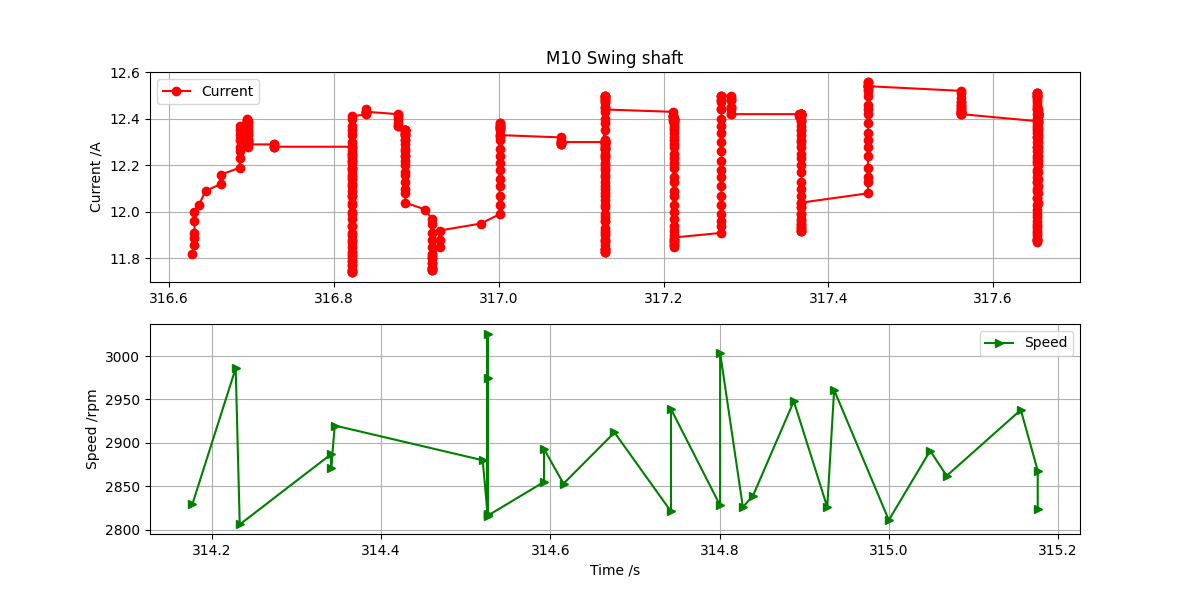 M10 Swing shaft
12.6
12.4
12.2
12.0
11.8
Current /A
Current
316.6 316.8 317.0 317.2 317.4 317.6
3000
2950
2900
2850
2800
Speed /rpm
Speed
314.2 314.4 314.6 314.8 315.0 315.2
Time /s